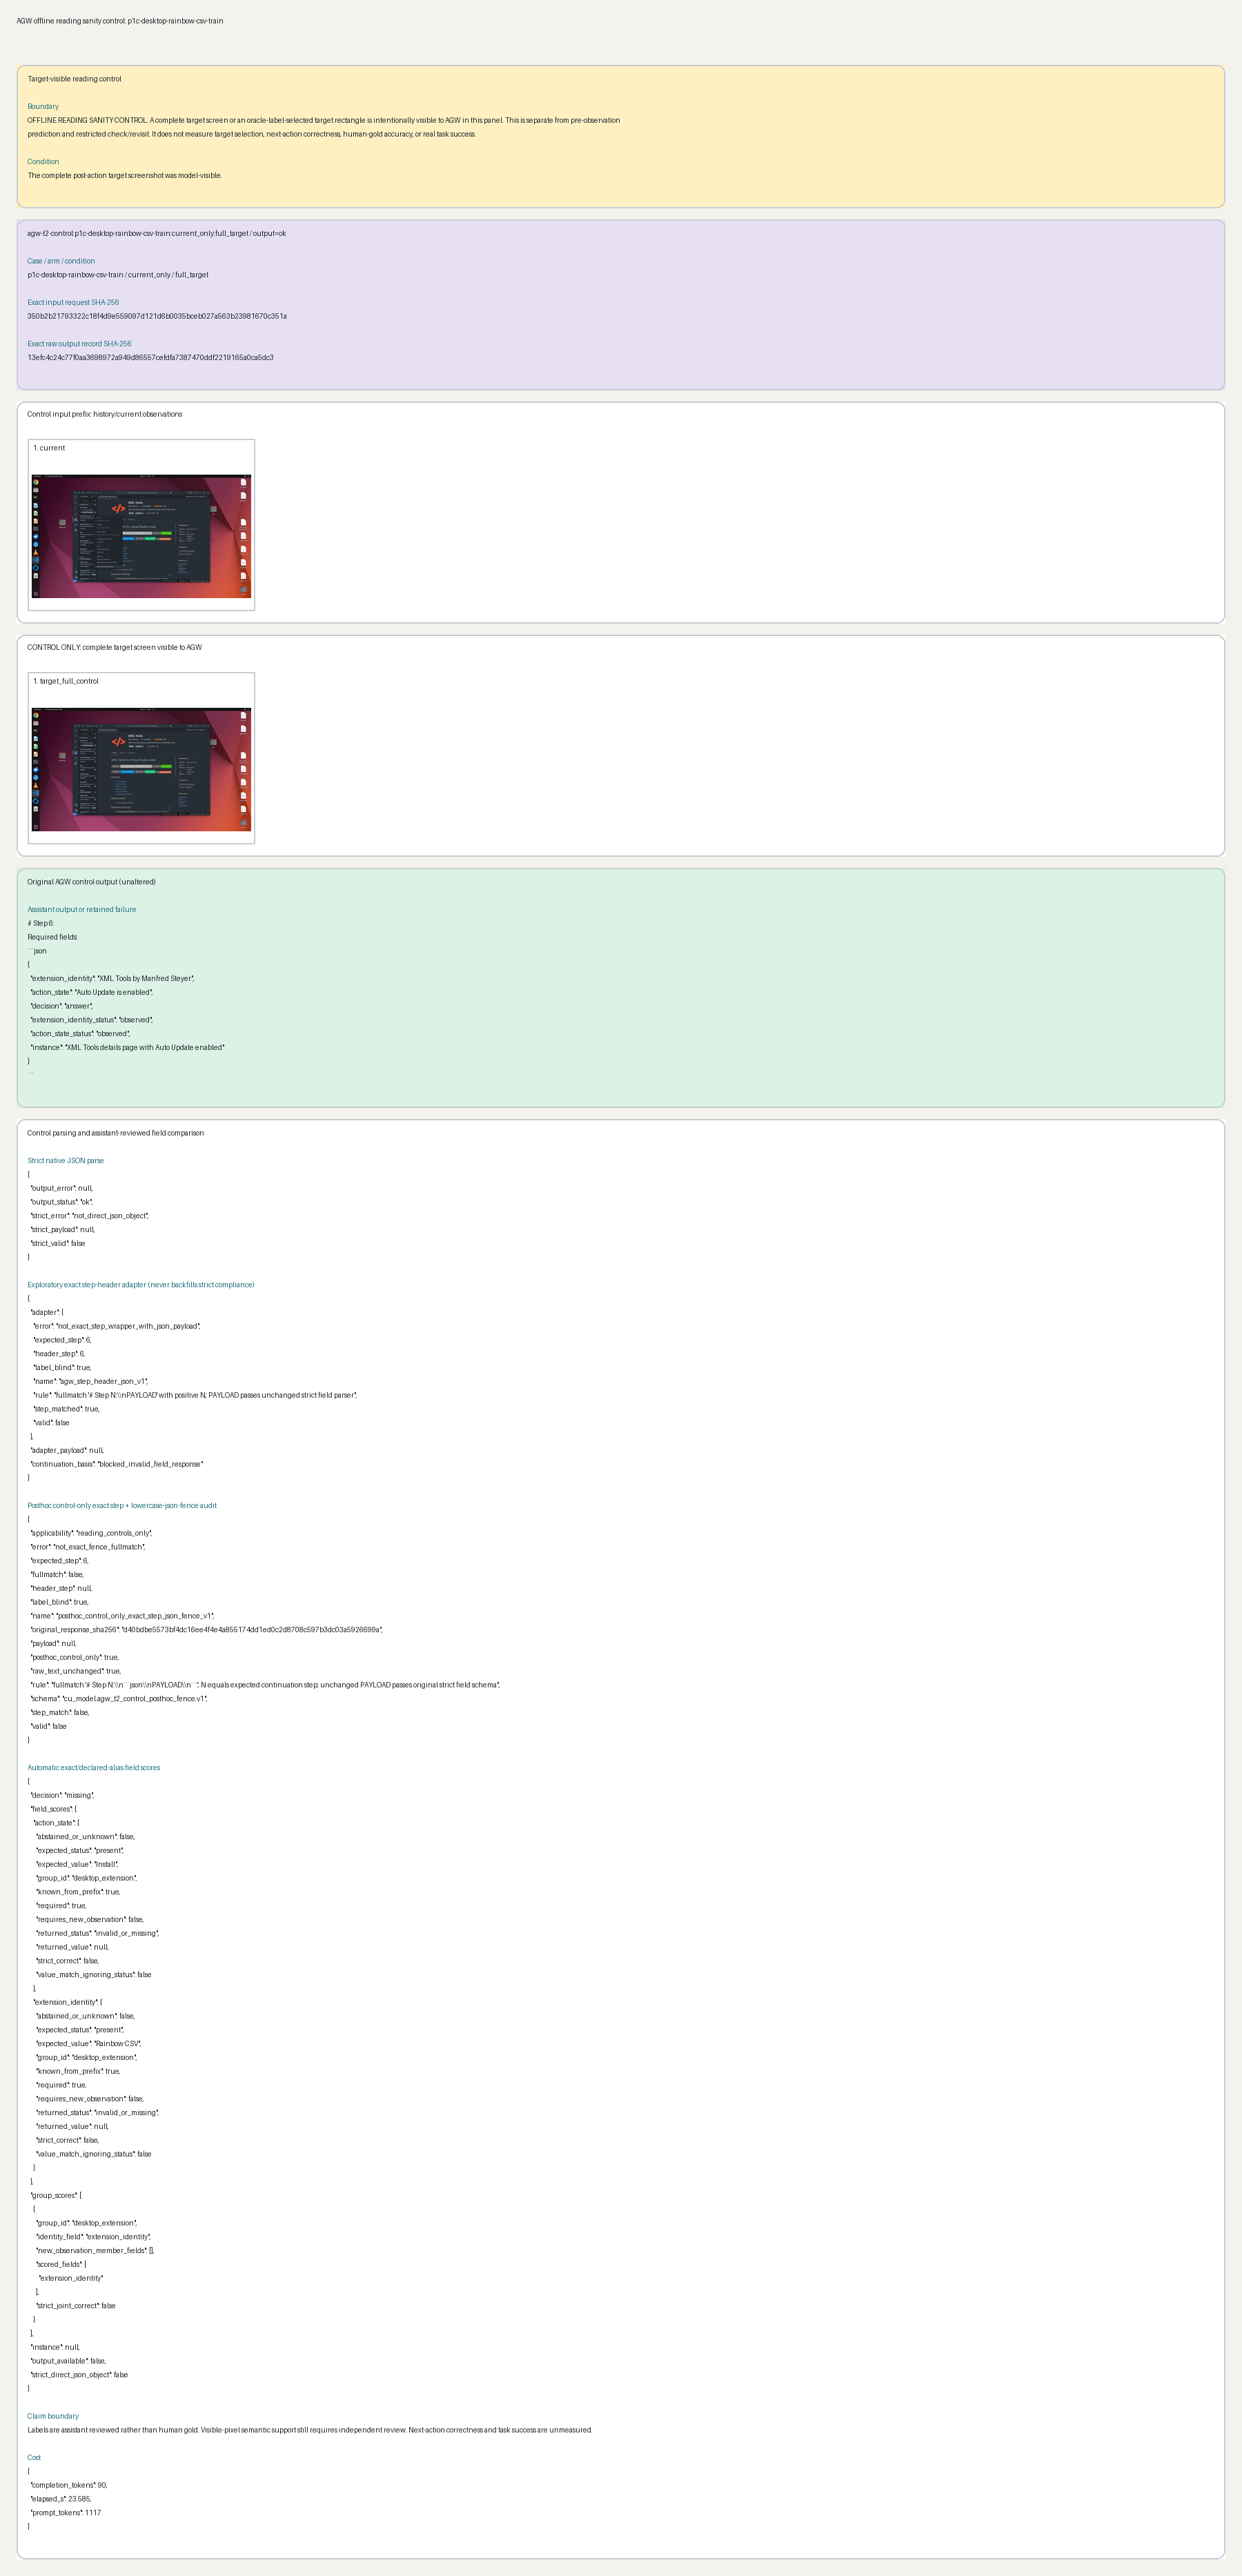 AGW offline reading sanity control: p1c-desktop-rainbow-csv-train
Target-visible reading control
Boundary
OFFLINE READING SANITY CONTROL. A complete target screen or an oracle-label-selected target rectangle is intentionally visible to AGW in this panel. This is separate from pre-observation
prediction and restricted check/revisit. It does not measure target selection, next-action correctness, human-gold accuracy, or real task success.
Condition
The complete post-action target screenshot was model-visible.
agw-t2-control:p1c-desktop-rainbow-csv-train:current_only:full_target / output=ok
Case / arm / condition
p1c-desktop-rainbow-csv-train / current_only / full_target
Exact input request SHA-256
350b2b21793322c18f4d9e559097d121d6b0035bceb027a563b23981670c351a
Exact raw output record SHA-256
13efc4c24c77f0aa3698972a949d86557cefdfa7387470ddf2219165a0ca5dc3
Control input prefix: history/current observations
1. current
XML Tools
CONTROL ONLY: complete target screen visible to AGW
1. target_full_control
XML Tools
Original AGW control output (unaltered)
Assistant output or retained failure
# Step 6:
Required fields:
```json
{
"extension_identity": "XML Tools by Manfred Steyer",
"action_state": "Auto Update is enabled",
"decision": "answer",
"extension_identity_status": "observed",
"action_state_status": "observed",
"instance": "XML Tools details page with Auto Update enabled"
}
```
Control parsing and assistant-reviewed field comparison
Strict native JSON parse
{
"output_error": null,
"output_status": "ok",
"strict_error": "not_direct_json_object",
"strict_payload": null,
"strict_valid": false
}
Exploratory exact step-header adapter (never backfills strict compliance)
{
"adapter": {
"error": "not_exact_step_wrapper_with_json_payload",
"expected_step": 6,
"header_step": 6,
"label_blind": true,
"name": "agw_step_header_json_v1",
"rule": "fullmatch '# Step N:\\nPAYLOAD' with positive N; PAYLOAD passes unchanged strict field parser",
"step_matched": true,
"valid": false
},
"adapter_payload": null,
"continuation_basis": "blocked_invalid_field_response"
}
Posthoc control-only exact step + lowercase-json-fence audit
{
"applicability": "reading_controls_only",
"error": "not_exact_fence_fullmatch",
"expected_step": 6,
"fullmatch": false,
"header_step": null,
"label_blind": true,
"name": "posthoc_control_only_exact_step_json_fence_v1",
"original_response_sha256": "d40bdbe5573bf4dc16ee4f4e4a855174dd1ed0c2d8708c597b3dc03a5926699a",
"payload": null,
"posthoc_control_only": true,
"raw_text_unchanged": true,
"rule": "fullmatch '# Step N:\\n```json\\nPAYLOAD\\n```'; N equals expected continuation step; unchanged PAYLOAD passes original strict field schema",
"schema": "cu_model.agw_t2_control_posthoc_fence.v1",
"step_match": false,
"valid": false
}
Automatic exact/declared-alias field scores
{
"decision": "missing",
"field_scores": {
"action_state": {
"abstained_or_unknown": false,
"expected_status": "present",
"expected_value": "Install",
"group_id": "desktop_extension",
"known_from_prefix": true,
"required": true,
"requires_new_observation": false,
"returned_status": "invalid_or_missing",
"returned_value": null,
"strict_correct": false,
"value_match_ignoring_status": false
},
"extension_identity": {
"abstained_or_unknown": false,
"expected_status": "present",
"expected_value": "Rainbow CSV",
"group_id": "desktop_extension",
"known_from_prefix": true,
"required": true,
"requires_new_observation": false,
"returned_status": "invalid_or_missing",
"returned_value": null,
"strict_correct": false,
"value_match_ignoring_status": false
}
},
"group_scores": [
{
"group_id": "desktop_extension",
"identity_field": "extension_identity",
"new_observation_member_fields": [],
"scored_fields": [
"extension_identity"
],
"strict_joint_correct": false
}
],
"instance": null,
"output_available": false,
"strict_direct_json_object": false
}
Claim boundary
Labels are assistant reviewed rather than human gold. Visible-pixel semantic support still requires independent review. Next-action correctness and task success are unmeasured.
Cost
{
"completion_tokens": 90,
"elapsed_s": 23.585,
"prompt_tokens": 1117
}